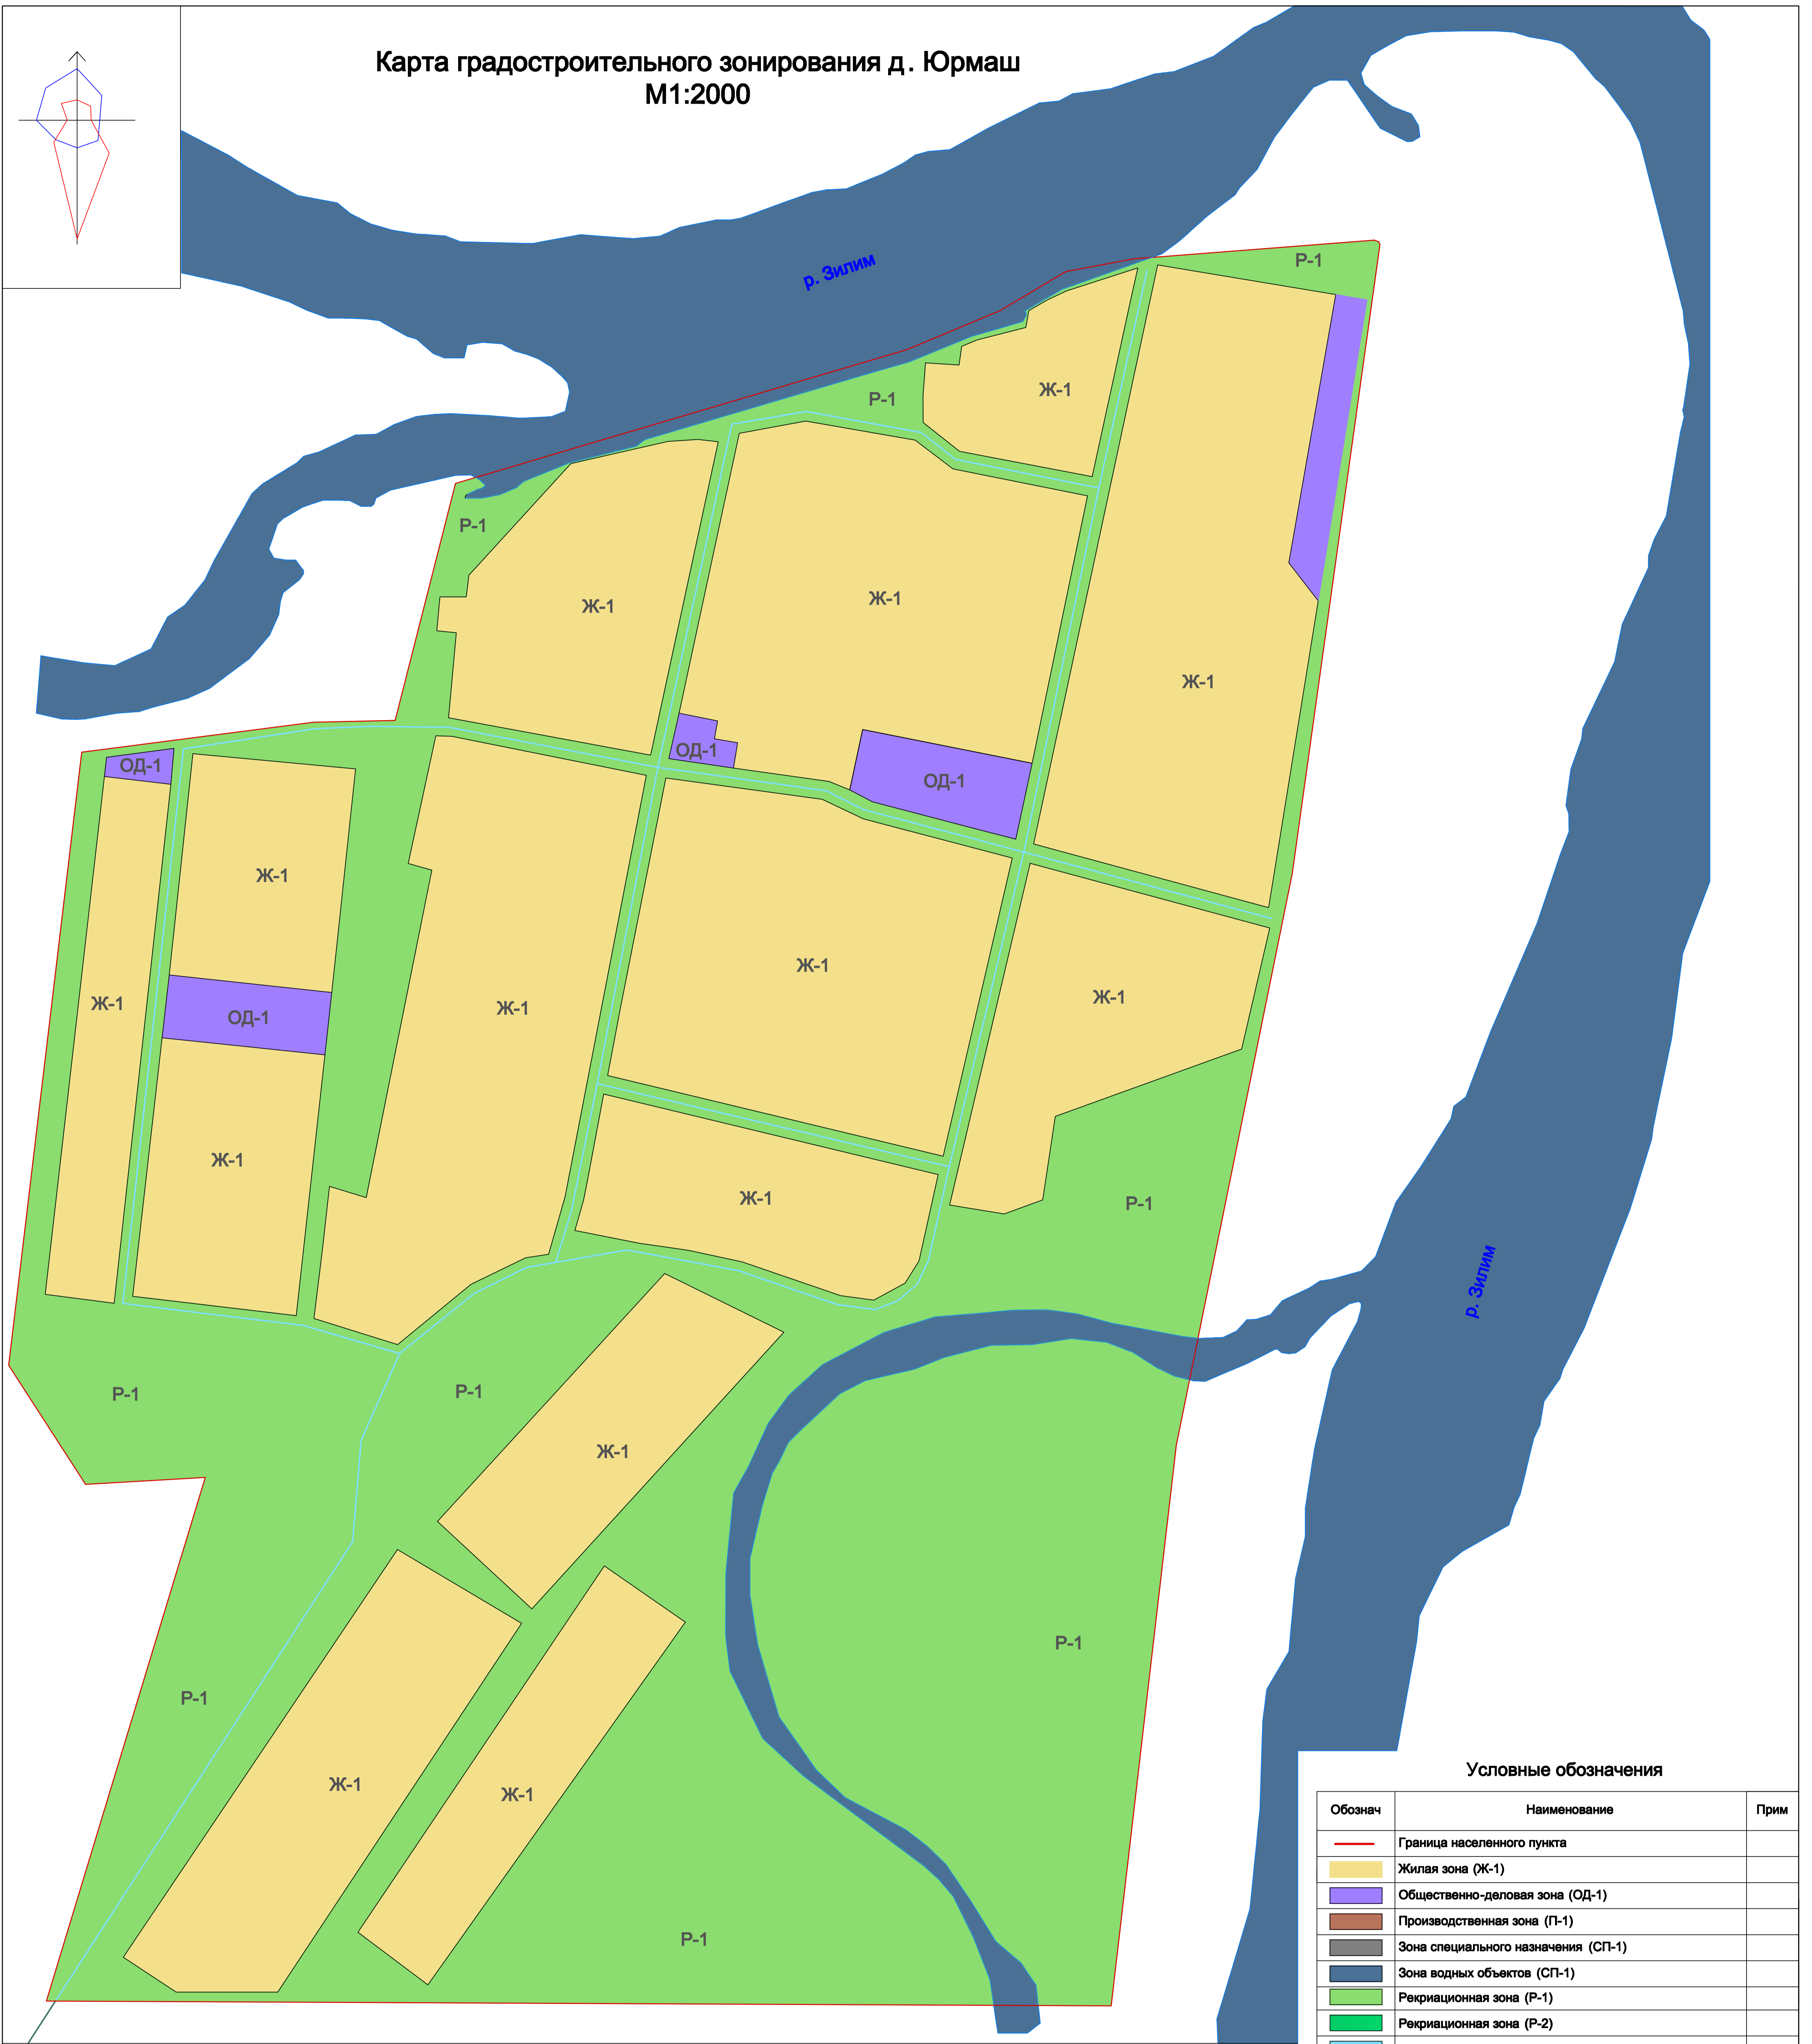 Карта градостроительного зонирования д. Юрмаш
М1:2000
р. Зилим
Р-1
Ж-1
Р-1
Р-1
Ж-1
Ж-1
Ж-1
ОД-1
ОД-1
ОД-1
Ж-1
Ж-1
Ж-1
Ж-1
Ж-1
ОД-1
Ж-1
Ж-1
Р-1
р. Зилим
Р-1
Р-1
Ж-1
Р-1
Р-1
Ж-1
Ж-1
Р-1
Условные обозначения
Обознач Наименование Прим
Граница населенного пункта
Жилая зона (Ж-1)
Общественно-деловая зона (ОД-1)
Производственная зона (П-1)
Зона специального назначения (СП-1)
Зона водных объектов (СП-1)
Рекриационная зона (Р-1)
Рекриационная зона (Р-2)